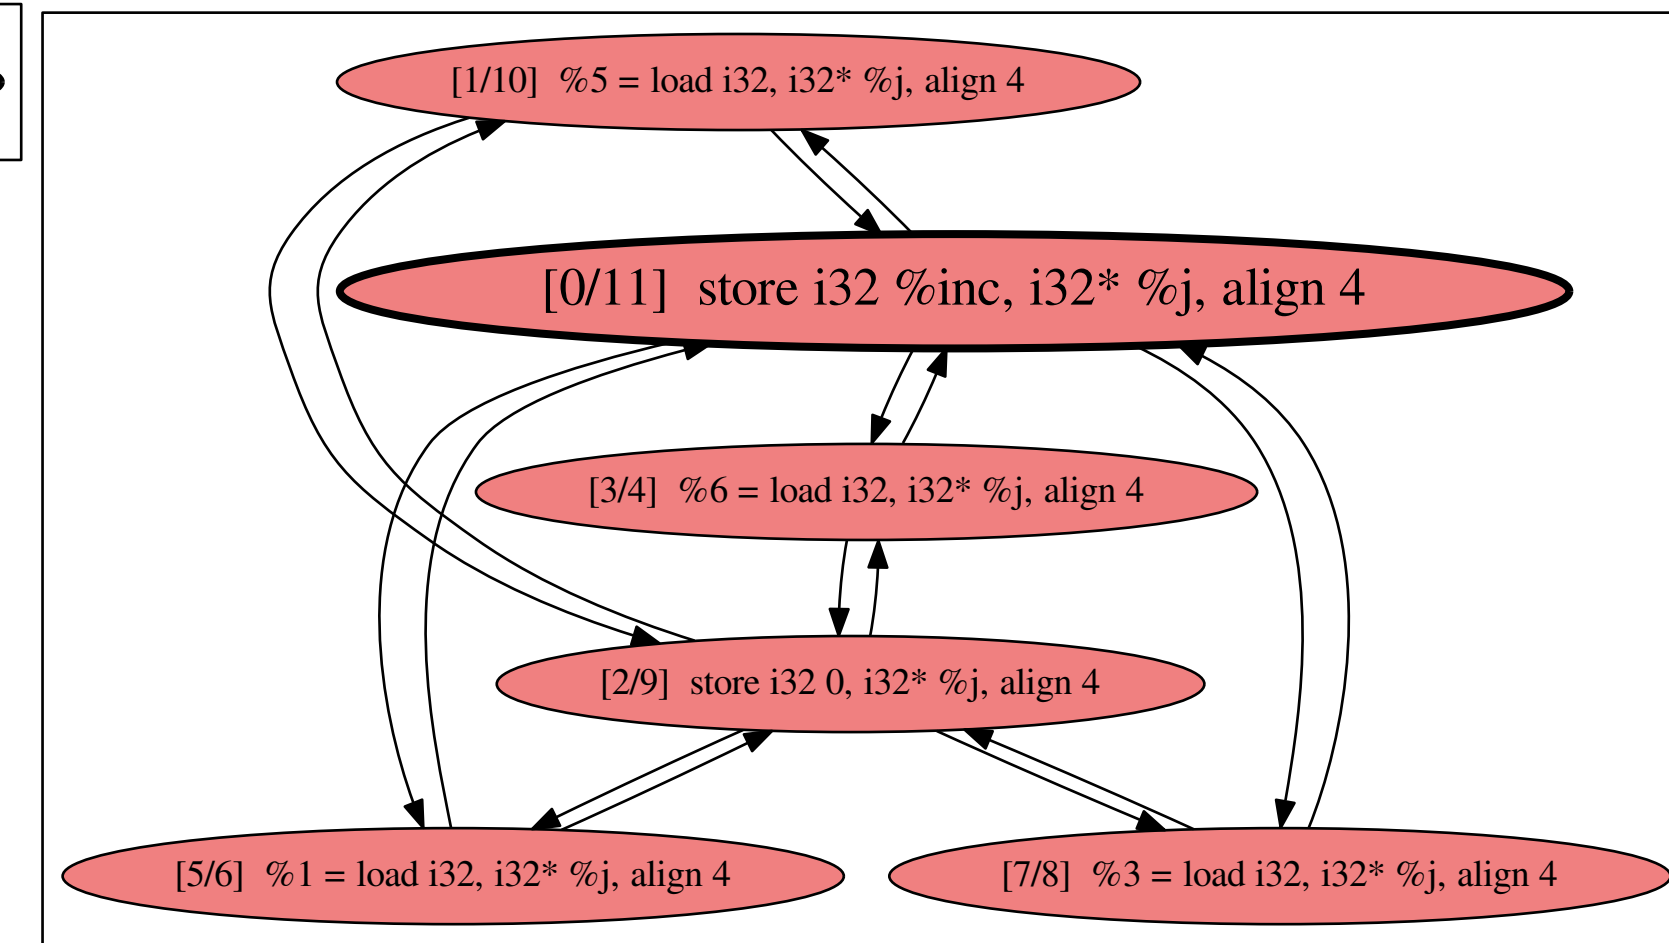 [1/10] %5 = load i32, i32* %j, align 4
[0/11] store i32 %inc, i32* %j, align 4
[3/4] %6 = load i32, i32* %j, align 4
[2/9] store i32 0, i32* %j, align 4
[5/6] %1 = load i32, i32* %j, align 4
[7/8] %3 = load i32, i32* %j, align 4